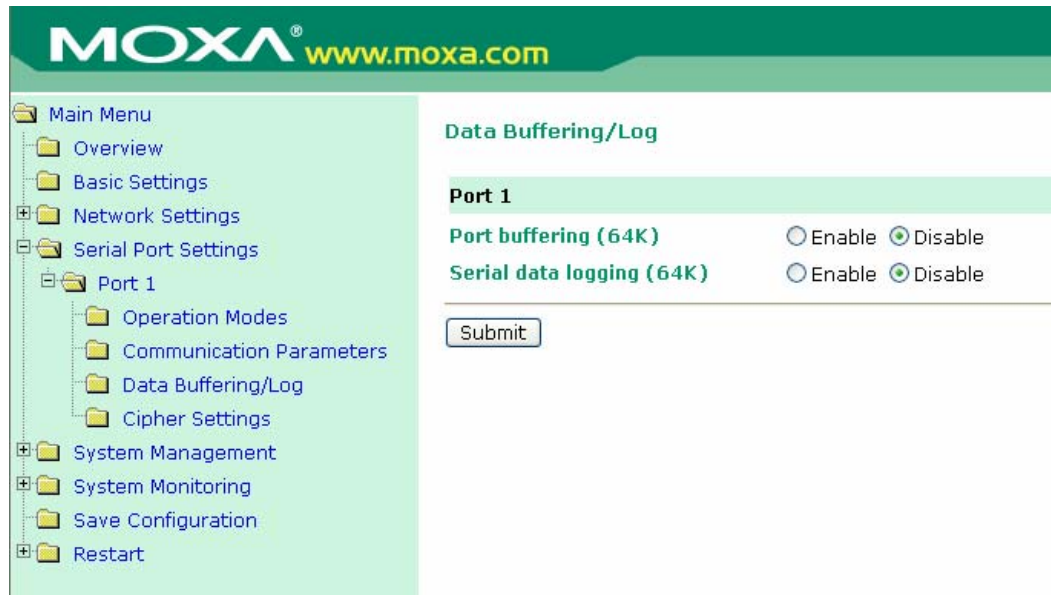 MOXA® www.moxa.com
Main Menu
Overview
Basic Settings
Network Settings
Serial Port Settings
Port 1
Operation Modes
Communication Parameters
Data Buffering/Log
Cipher Settings
System Management
System Monitoring
Save Configuration
Restart
Data Buffering/Log
Port 1
Port buffering (64K) Enable Disable
Serial data logging (64K) Enable Disable
Submit